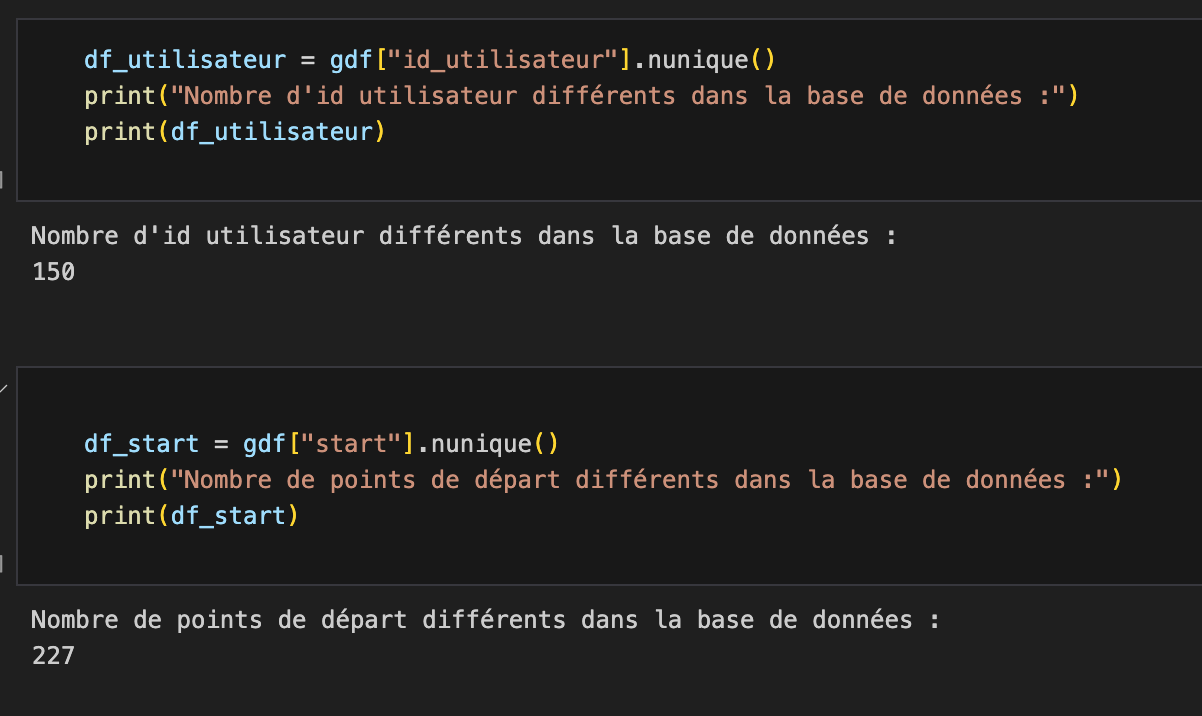 df_utilisateur = gdf["id_utilisateur"].nunique()
print("Nombre d'id utilisateur différents dans la base de données :")
print(df_utilisateur)
Nombre d'id utilisateur différents dans la base de données :
150
df_start = gdf["start"].nunique()
print("Nombre de points de départ différents dans la base de données :")
print(df_start)
Nombre de points de départ différents dans la base de données :
227